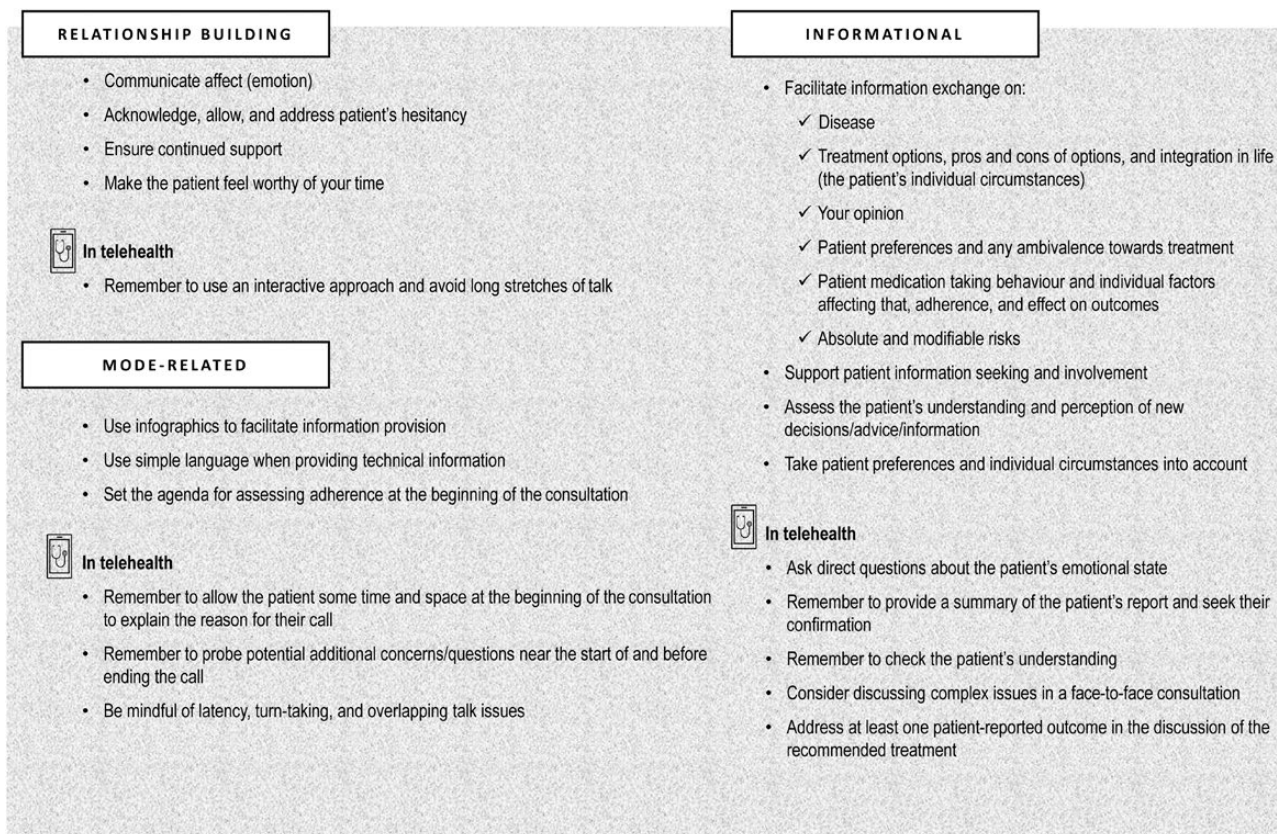 RELATIONSHIP BUILDING
• Communicate affect (emotion)
• Acknowledge, allow, and address patient's hesitancy
• Ensure continued support
• Make the patient feel worthy of your time
In telehealth
• Remember to use an interactive approach and avoid long stretches of talk
MODE-RELATED
• Use infographics to facilitate information provision
• Use simple language when providing technical information
• Set the agenda for assessing adherence at the beginning of the consultation
In telehealth
• Remember to allow the patient some time and space at the beginning of the consultation
to explain the reason for their call
• Remember to probe potential additional concerns/questions near the start of and before
ending the call
• Be mindful of latency, turn-taking, and overlapping talk issues
INFORMATIONAL
• Facilitate information exchange on:
✓ Disease
✓ Treatment options, pros and cons of options, and integration in life
(the patient's individual circumstances)
✓ Your opinion
✓ Patient preferences and any ambivalence towards treatment
✓ Patient medication taking behaviour and individual factors
affecting that, adherence, and effect on outcomes
✓ Absolute and modifiable risks
• Support patient information seeking and involvement
• Assess the patient's understanding and perception of new
decisions/advice/information
• Take patient preferences and individual circumstances into account
In telehealth
• Ask direct questions about the patient's emotional state
• Remember to provide a summary of the patient's report and seek their
confirmation
• Remember to check the patient's understanding
• Consider discussing complex issues in a face-to-face consultation
• Address at least one patient-reported outcome in the discussion of the
recommended treatment